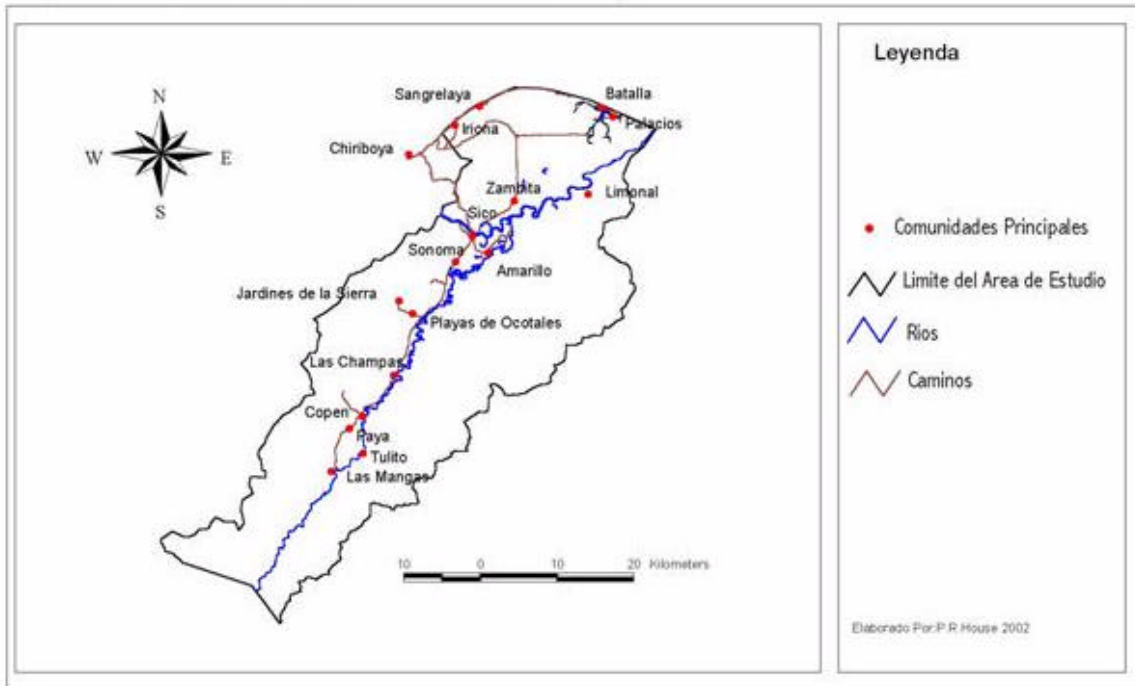 N
W
E
S
Sangrelaya
Batalla
Iriona
Palacios
Chiriboya
Zambita
Limonal
Sico
Sonoma
Amarillo
Jardines de la Sierra
Playas de Ocotales
Las Champas
Copen
Paya
Tulito
Las Mangas
10 0 10 20 Kilometers
Leyenda
Comunidades Principales
Limite del Area de Estudio
Rios
Caminos
Elaborado Por:P.R.House 2002